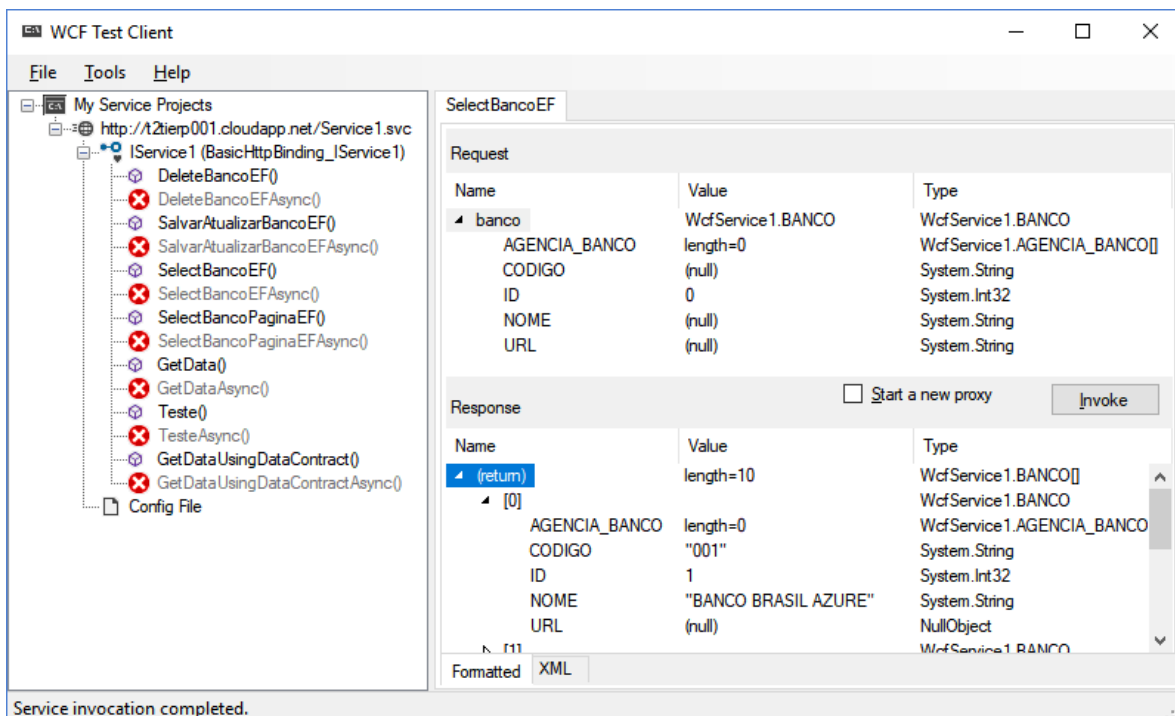 WCF Test Client
File Tools Help
My Service Projects
http://t2tierp001.cloudapp.net/Service1.svc
IService1 (BasicHttpBinding_IService1)
DeleteBancoEF()
DeleteBancoEFAsync()
SalvarAtualizarBancoEF()
SalvarAtualizarBancoEFAsync()
SelectBancoEF()
SelectBancoEFAsync()
SelectBancoPaginaEF()
SelectBancoPaginaEFAsync()
GetData()
GetDataAsync()
Teste()
TesteAsync()
GetDataUsingDataContract()
GetDataUsingDataContractAsync()
Config File
SelectBancoEF
Request
Name Value Type
banco WcfService1.BANCO WcfService1.BANCO
AGENCIA_BANCO length=0 WcfService1.AGENCIA_BANCO[]
CODIGO (null) System.String
ID 0 System.Int32
NOME (null) System.String
URL (null) System.String
Response Start a new proxy Invoke
Name Value Type
(return) length=10 WcfService1.BANCO[]
[0] WcfService1.BANCO
AGENCIA_BANCO length=0 WcfService1.AGENCIA_BANCO
CODIGO "001" System.String
ID 1 System.Int32
NOME "BANCO BRASIL AZURE" System.String
URL (null) NullObject
[1] WcfService1.BANCO
Formatted XML
Service invocation completed.